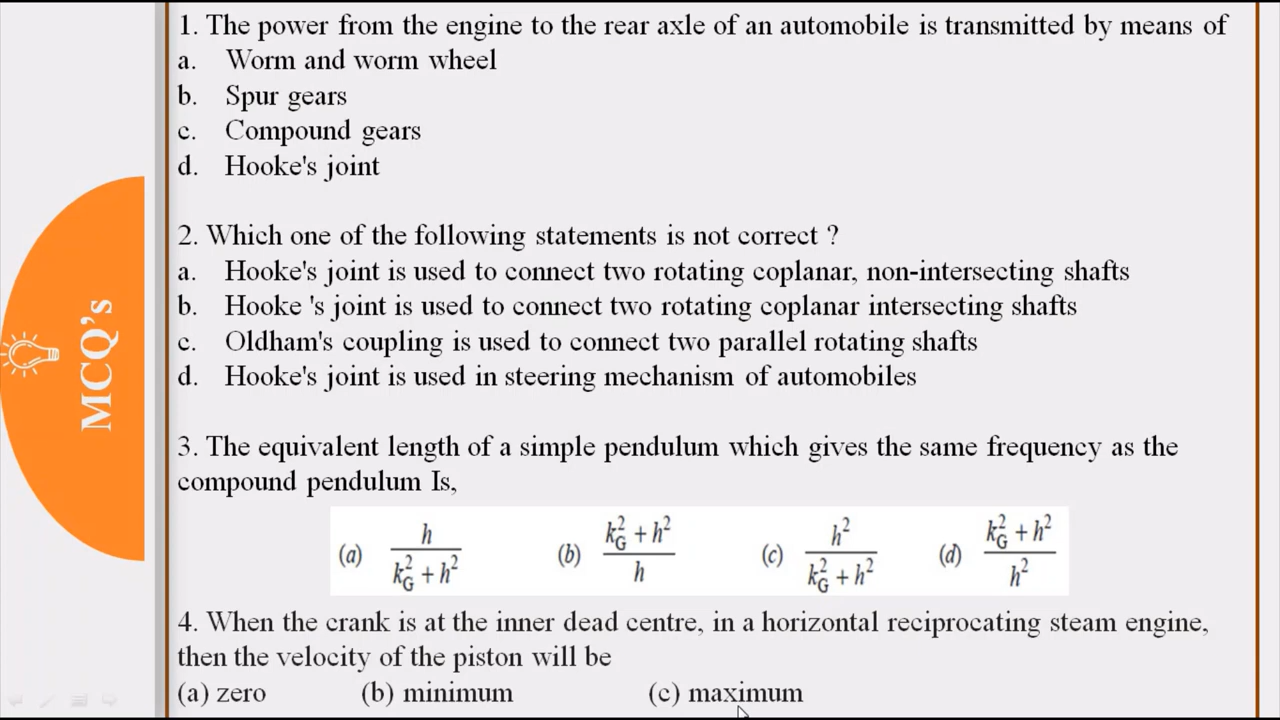 1. The power from the engine to the rear axle of an automobile is transmitted by means of
a. Worm and worm wheel
b. Spur gears
c. Compound gears
d. Hooke's joint
2. Which one of the following statements is not correct ?
a. Hooke's joint is used to connect two rotating coplanar, non-intersecting shafts
b. Hooke 's joint is used to connect two rotating coplanar intersecting shafts
c. Oldham's coupling is used to connect two parallel rotating shafts
d. Hooke's joint is used in steering mechanism of automobiles
MCQ's
3. The equivalent length of a simple pendulum which gives the same frequency as the
compound pendulum Is,
(a) h / (k_G^2 + h^2) (b) (k_G^2 + h^2) / h (c) h^2 / (k_G^2 + h^2) (d) (k_G^2 + h^2) / h^2
4. When the crank is at the inner dead centre, in a horizontal reciprocating steam engine,
then the velocity of the piston will be
(a) zero (b) minimum (c) maximum